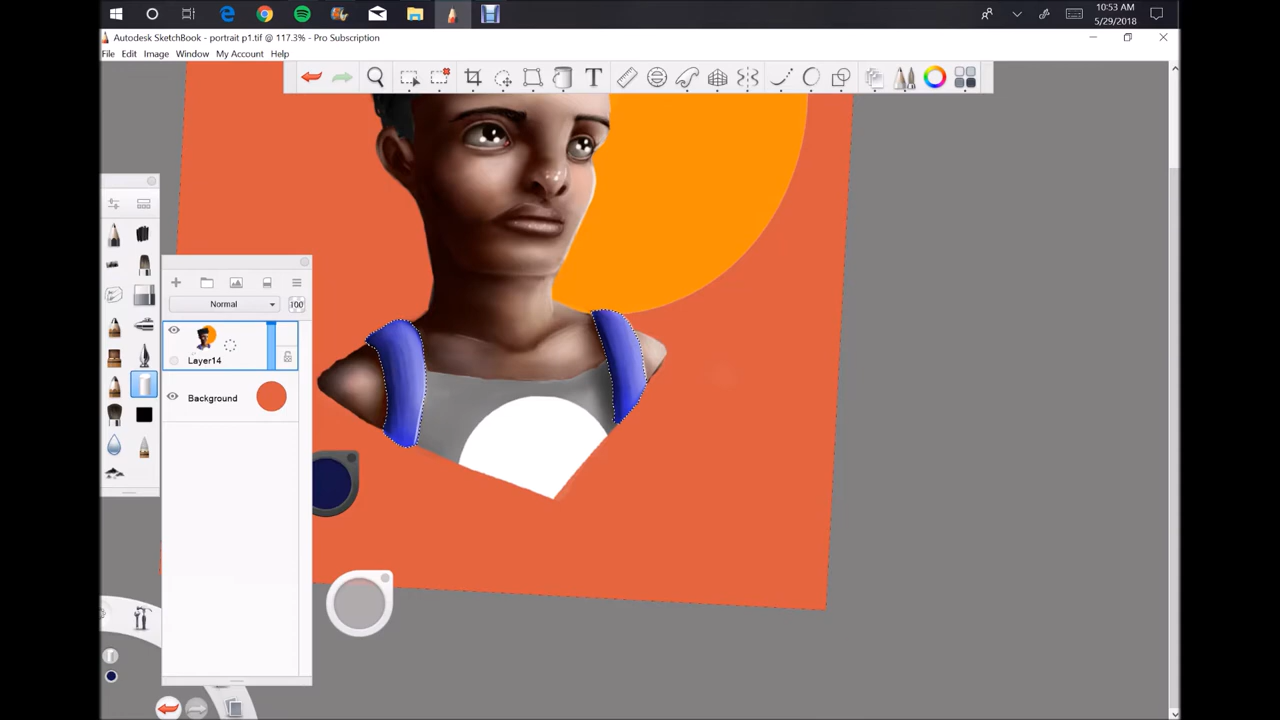 10:53 AM
5/29/2018
Autodesk SketchBook - portrait p1.tif @ 117.3% - Pro Subscription
File Edit Image Window My Account Help
T
Normal 100
Layer14
Background